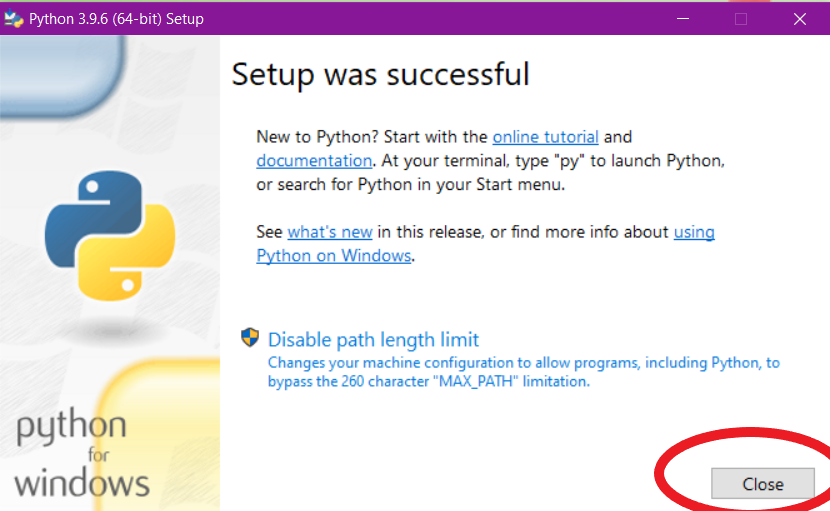 Python 3.9.6 (64-bit) Setup
Setup was successful
New to Python? Start with the online tutorial and
documentation. At your terminal, type "py" to launch Python,
or search for Python in your Start menu.
See what's new in this release, or find more info about using
Python on Windows.
Disable path length limit
Changes your machine configuration to allow programs, including Python, to
bypass the 260 character "MAX_PATH" limitation.
python
for
windows
Close